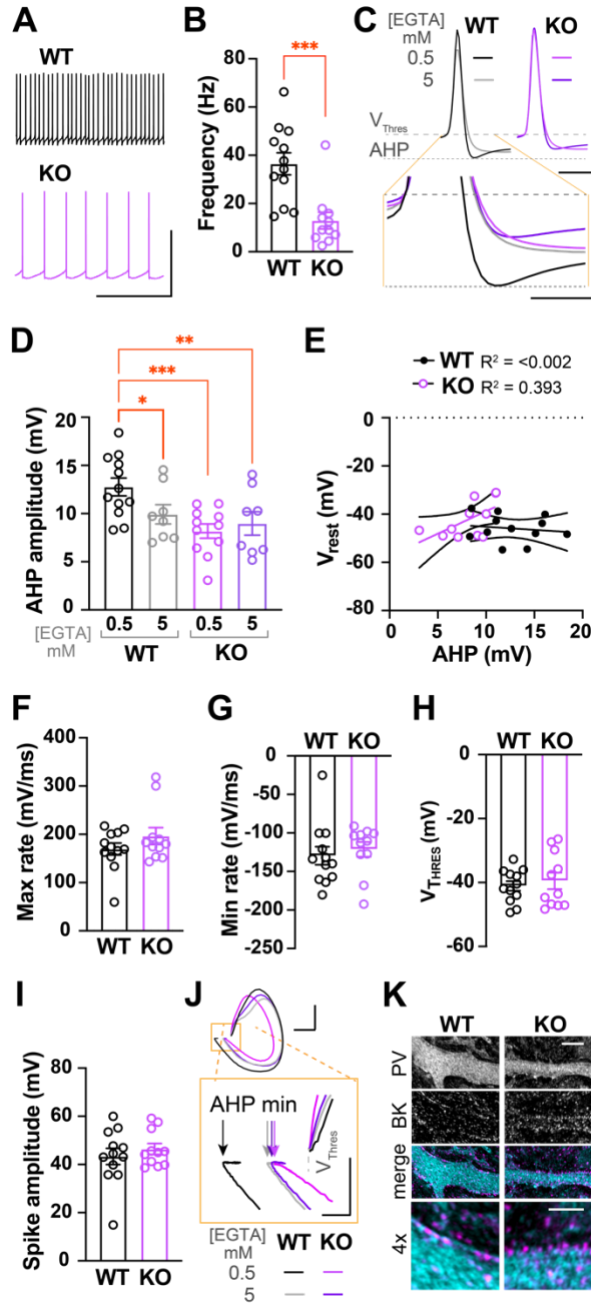 A
WT
KO
B
***
Frequency (Hz)
80
60
40
20
0
WT KO
C
[EGTA]
mM
WT KO
0.5
5
V Thres
AHP
D
**
***
*
AHP amplitude (mV)
20
15
10
5
0
0.5 5 0.5 5
[EGTA]
mM
WT KO
E
WT R² = <0.002
KO R² = 0.393
Vrest
(mV)
0
-20
-40
-60
-80
0 5 10 15 20
AHP (mV)
F
Max rate (mV/ms)
400
300
200
100
0
WT KO
G
WT KO
Min rate (mV/ms)
0
-50
-100
-150
-200
-250
H
WT KO
VTHRES (mV)
0
-20
-40
-60
I
Spike amplitude (mV)
80
60
40
20
0
WT KO
J
AHP min
V Thres
[EGTA]
mM
WT KO
0.5
5
K
WT KO
PV
BK
merge
4x